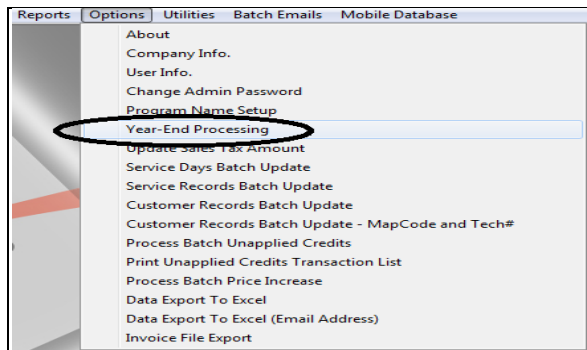 Reports Options Utilities Batch Emails Mobile Database
About
Company Info.
User Info.
Change Admin Password
Program Name Setup
Year-End Processing
Update Sales Tax Amount
Service Days Batch Update
Service Records Batch Update
Customer Records Batch Update
Customer Records Batch Update - MapCode and Tech#
Process Batch Unapplied Credits
Print Unapplied Credits Transaction List
Process Batch Price Increase
Data Export To Excel
Data Export To Excel (Email Address)
Invoice File Export